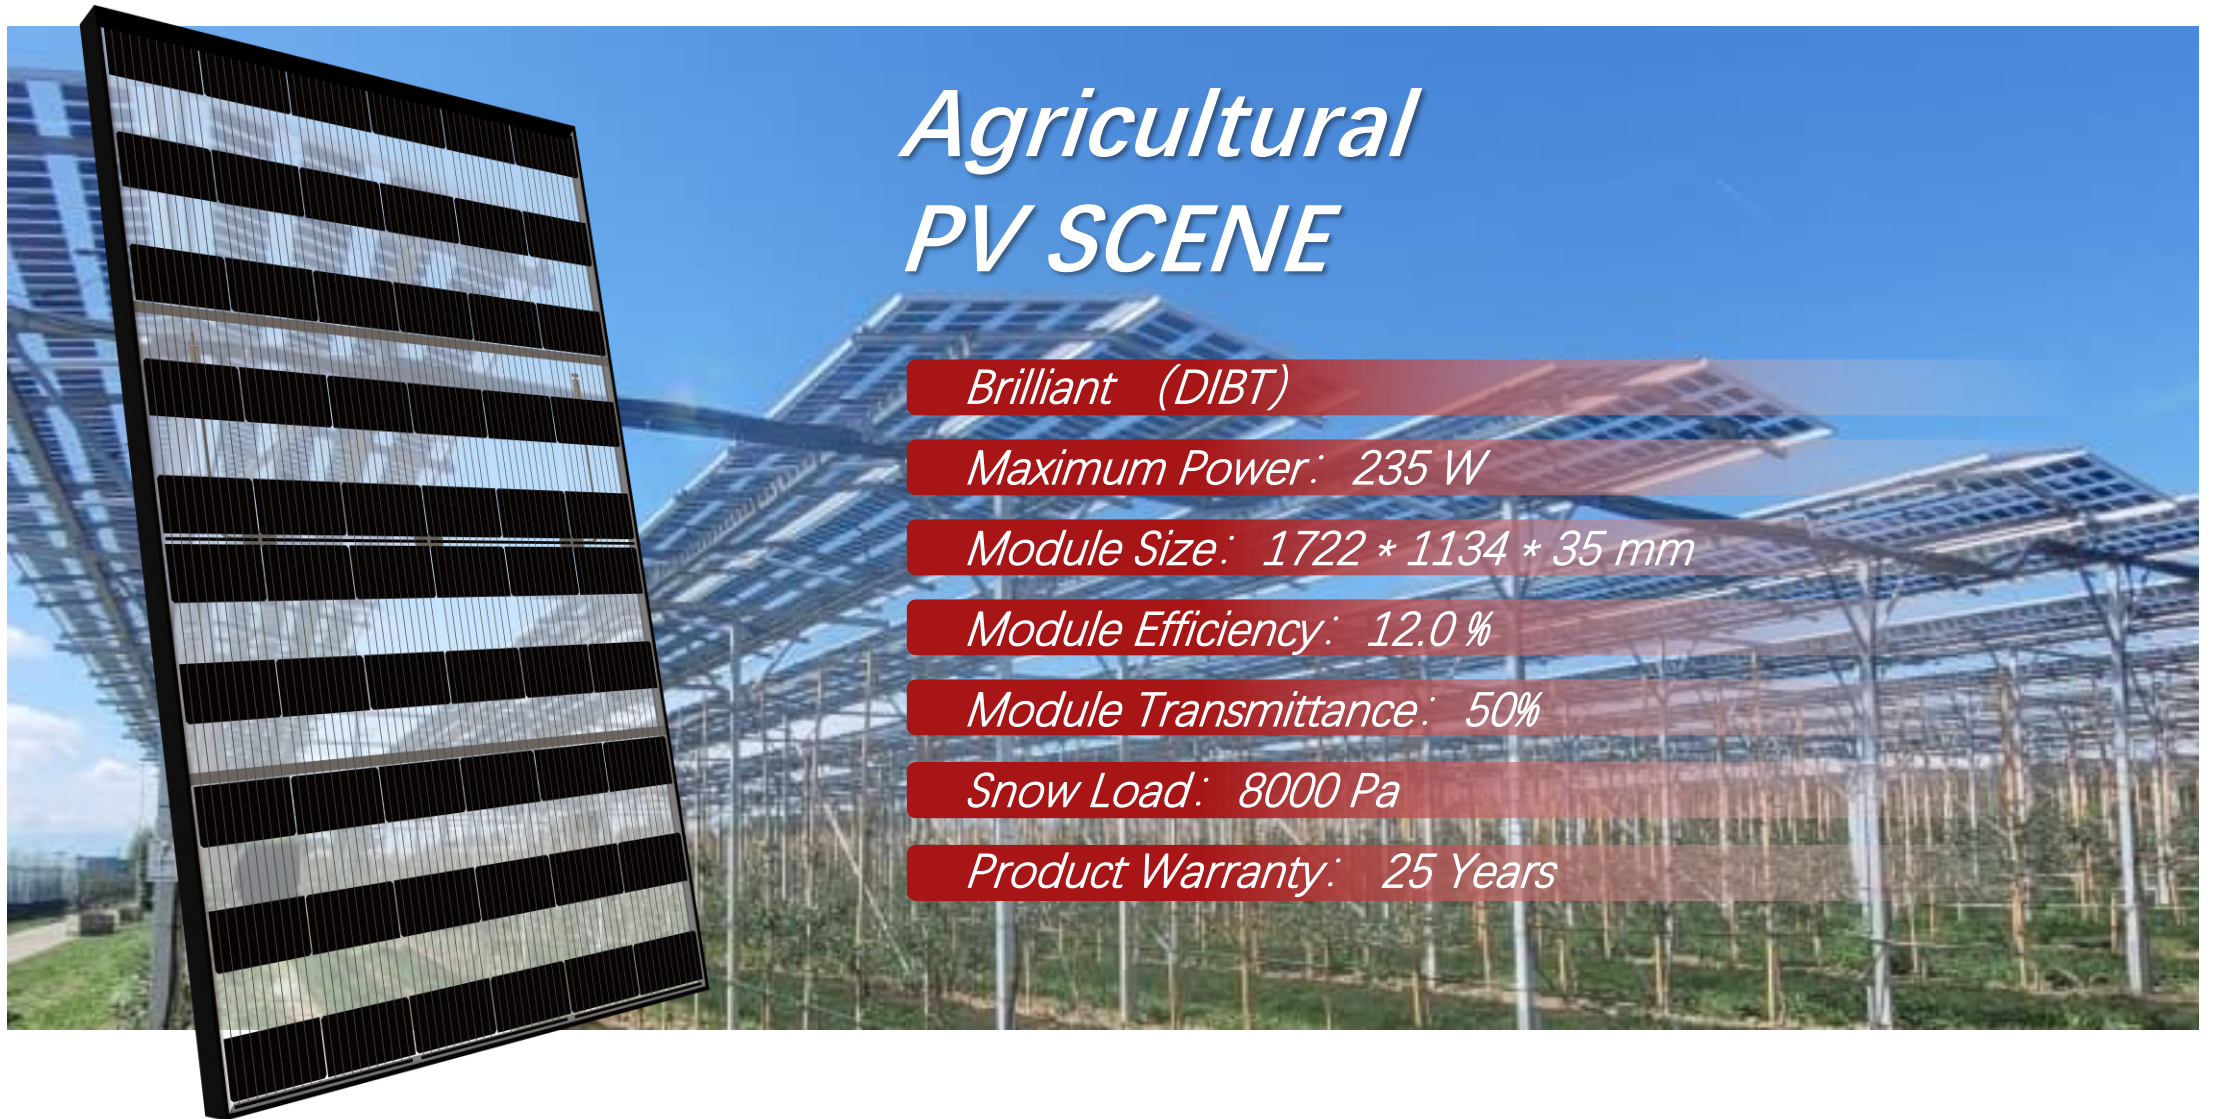 Agricultural
PV SCENE
Brilliant （DIBT）
Maximum Power：235 W
Module Size：1722 * 1134 * 35 mm
Module Efficiency：12.0 %
Module Transmittance：50%
Snow Load：8000 Pa
Product Warranty： 25 Years